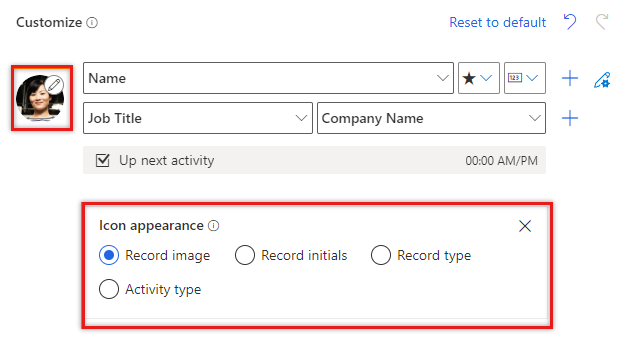 Customize Reset to default
Name 123
Job Title Company Name
Up next activity 00:00 AM/PM
Icon appearance
Record image Record initials Record type
Activity type